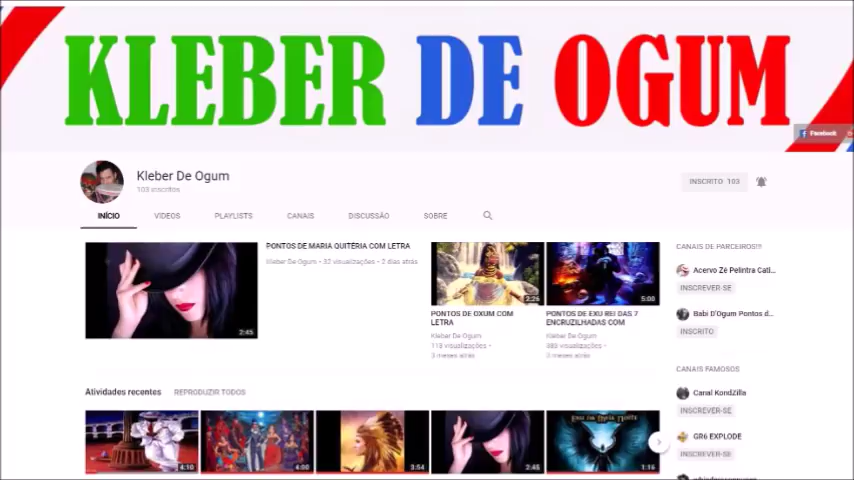 KLEBER DE OGUM
Facebook
Kleber De Ogum
103 inscritos
INSCRITO 103
INÍCIO VÍDEOS PLAYLISTS CANAIS DISCUSSÃO SOBRE
2:45
PONTOS DE MARIA QUITÉRIA COM LETRA
Kleber De Ogum • 32 visualizações • 2 dias atrás
2:26
PONTOS DE OXUM COM
LETRA
Kleber De Ogum
113 visualizações •
3 meses atrás
5:00
PONTOS DE EXU REI DAS 7
ENCRUZILHADAS COM
Kleber De Ogum
383 visualizações •
meses atrás
CANAIS DE PARCEIROS!!!
Acervo Zé Pelintra Cati...
INSCREVER-SE
Babi D'Ogum Pontos d...
INSCRITO
CANAIS FAMOSOS
Canal KondZilla
INSCREVER-SE
GR6 EXPLODE
INSCREVER-SE
Atividades recentes REPRODUZIR TODOS
4:10
4:00
3:54
2:45
1:16